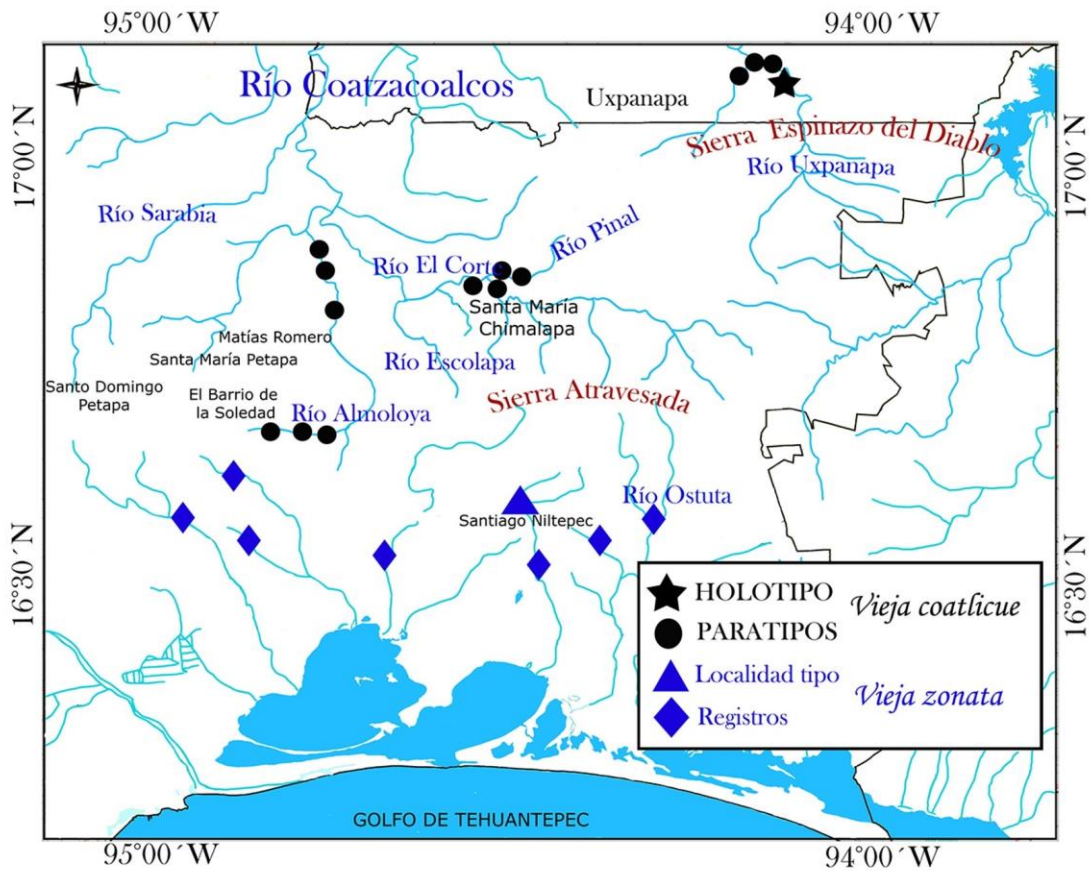 95°00´W
94°00´W
Río Coatzacoalcos
Uxpanapa
Sierra Espinazo del Diablo
Río Uxpanapa
17°00´N
17°00´N
Río Sarabia
Río Pinal
Río El Corte
Santa María
Chimalapa
Matías Romero
Santa María Petapa
Río Escolapa
Santo Domingo
Petapa
El Barrio de
la Soledad
Río Almoloya
Sierra Atravesada
Río Ostuta
Santiago Niltepec
16°30´N
16°30´N
HOLOTIPO
Vieja coatlicue
PARATIPOS
Localidad tipo
Vieja zonata
Registros
GOLFO DE TEHUANTEPEC
95°00´W
94°00´W